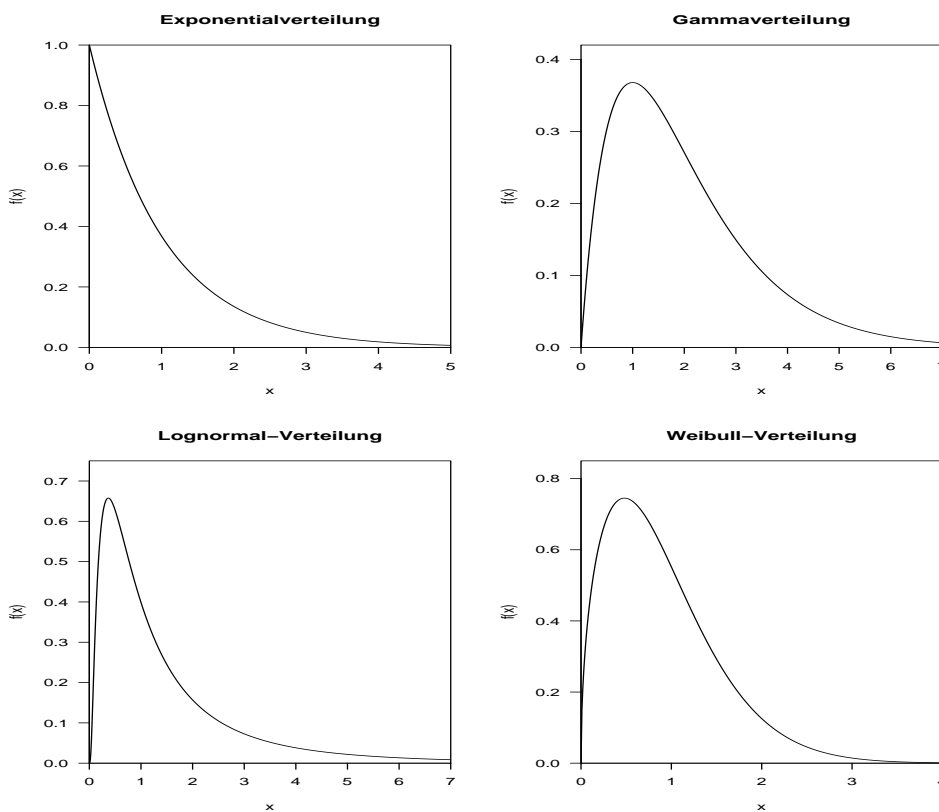 Exponentialverteilung
1.0
0.8
0.6
0.4
0.2
0.0
f(x)
0 1 2 3 4 5
x
Gammaverteilung
0.4
0.3
0.2
0.1
0.0
f(x)
0 1 2 3 4 5 6 7
x
Lognormal−Verteilung
0.7
0.6
0.5
0.4
0.3
0.2
0.1
0.0
f(x)
0 1 2 3 4 5 6 7
x
Weibull−Verteilung
0.8
0.6
0.4
0.2
0.0
f(x)
0 1 2 3 4
x